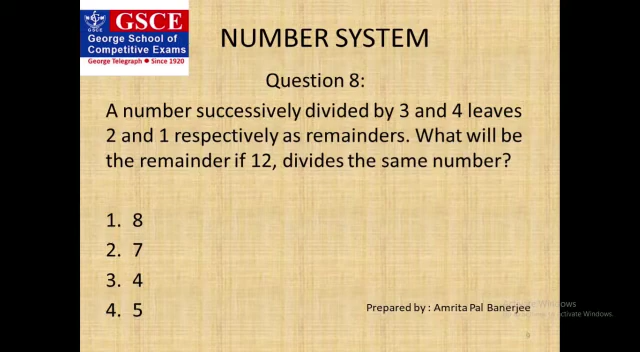 GSCE
GSCE
George School of
Competitive Exams
George Telegraph • Since 1920
NUMBER SYSTEM
Question 8:
A number successively divided by 3 and 4 leaves
2 and 1 respectively as remainders. What will be
the remainder if 12, divides the same number?
1. 8
2. 7
3. 4
4. 5
Prepared by : Amrita Pal Banerjee
9